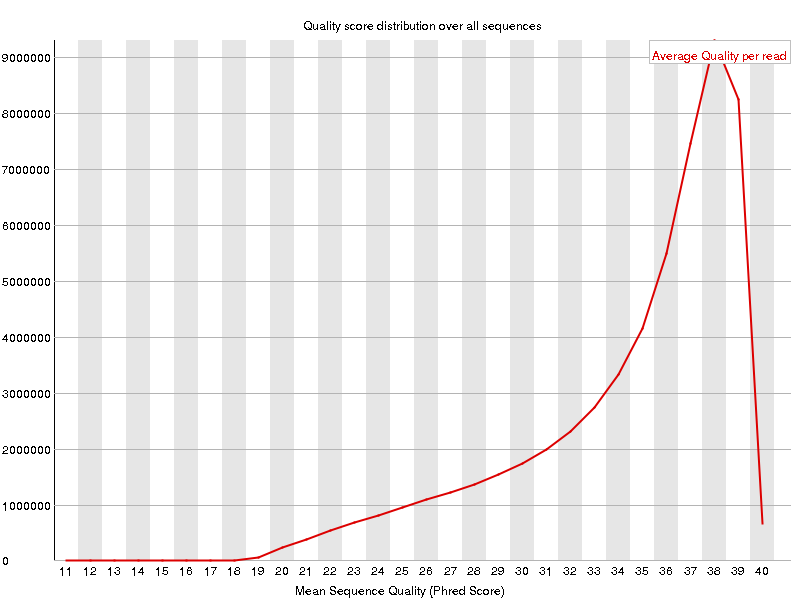 Quality score distribution over all sequences
Average Quality per read
9000000
8000000
7000000
6000000
5000000
4000000
3000000
2000000
1000000
0
11 12 13 14 15 16 17 18 19 20 21 22 23 24 25 26 27 28 29 30 31 32 33 34 35 36 37 38 39 40
Mean Sequence Quality (Phred Score)